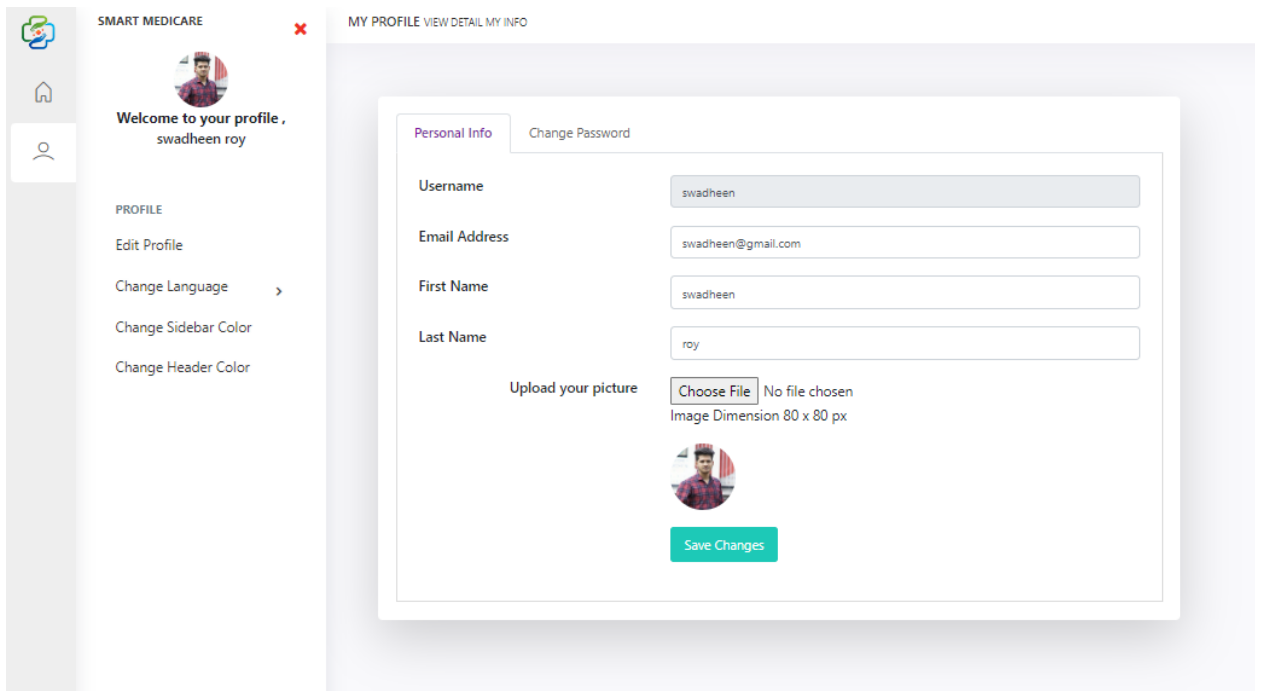 SMART MEDICARE
MY PROFILE VIEW DETAIL MY INFO
Welcome to your profile ,
swadheen roy
PROFILE
Edit Profile
Change Language
Change Sidebar Color
Change Header Color
Personal Info
Change Password
Username
swadheen
Email Address
swadheen@gmail.com
First Name
swadheen
Last Name
roy
Upload your picture
Choose File No file chosen
Image Dimension 80 x 80 px
Save Changes